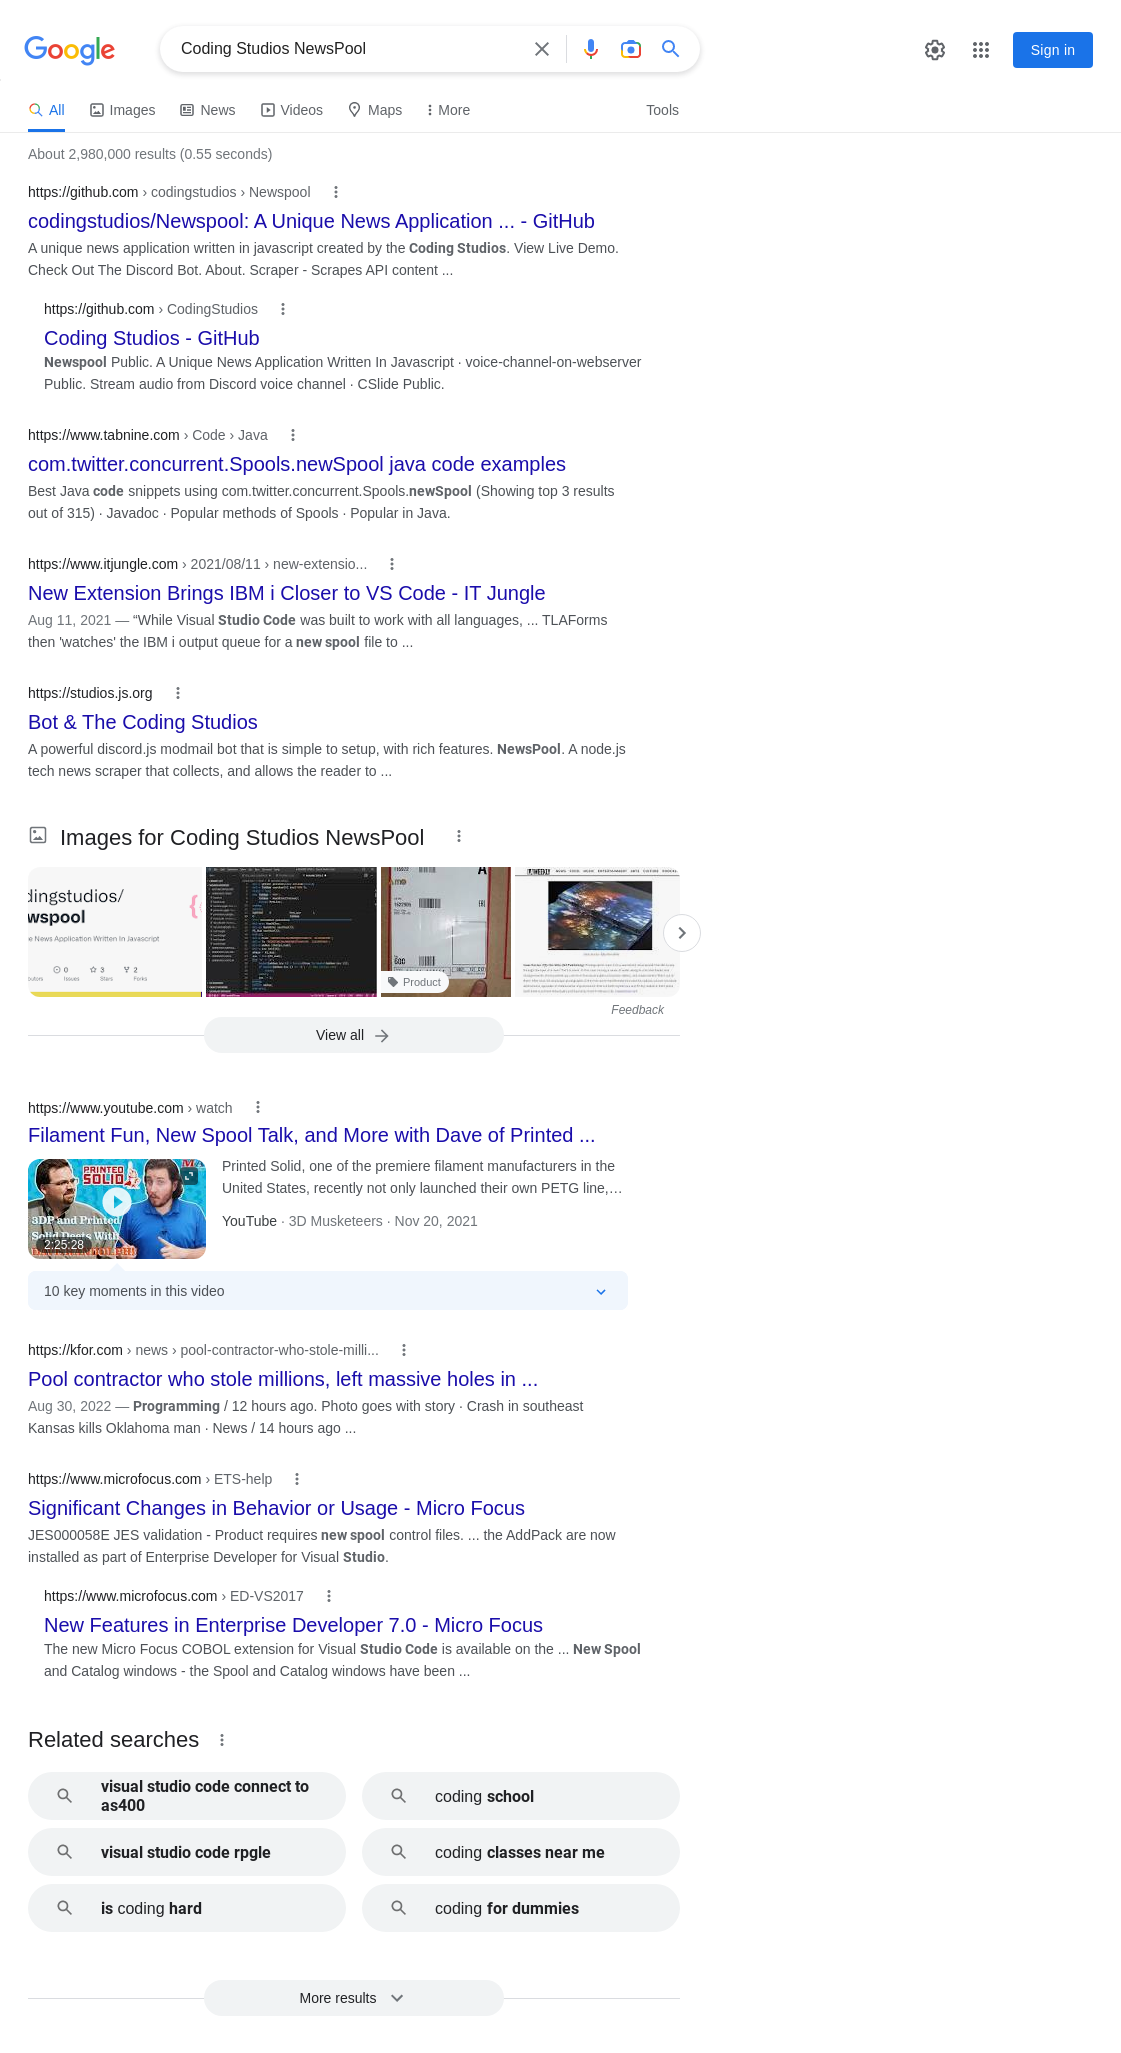 Google
Coding Studios NewsPool
Sign in
All Images News Videos Maps More Tools
About 2,980,000 results (0.55 seconds)
https://github.com › codingstudios › Newspool
codingstudios/Newspool: A Unique News Application ... - GitHub
A unique news application written in javascript created by the Coding Studios. View Live Demo.
Check Out The Discord Bot. About. Scraper - Scrapes API content ...
https://github.com › CodingStudios
Coding Studios - GitHub
Newspool Public. A Unique News Application Written In Javascript · voice-channel-on-webserver
Public. Stream audio from Discord voice channel · CSlide Public.
https://www.tabnine.com › Code › Java
com.twitter.concurrent.Spools.newSpool java code examples
Best Java code snippets using com.twitter.concurrent.Spools.newSpool (Showing top 3 results
out of 315) · Javadoc · Popular methods of Spools · Popular in Java.
https://www.itjungle.com › 2021/08/11 › new-extensio...
New Extension Brings IBM i Closer to VS Code - IT Jungle
Aug 11, 2021 — “While Visual Studio Code was built to work with all languages, ... TLAForms
then 'watches' the IBM i output queue for a new spool file to ...
https://studios.js.org
Bot & The Coding Studios
A powerful discord.js modmail bot that is simple to setup, with rich features. NewsPool. A node.js
tech news scraper that collects, and allows the reader to ...
Images for Coding Studios NewsPool
dingstudios/
wspool
e News Application Written In Javascript
0 3 2
Issues Stars Forks
Product
Feedback
View all
https://www.youtube.com › watch
Filament Fun, New Spool Talk, and More with Dave of Printed ...
PRINTED
SOLID
3DP and Printed
Solid Deets With
2:25:28
Printed Solid, one of the premiere filament manufacturers in the
United States, recently not only launched their own PETG line,...
YouTube · 3D Musketeers · Nov 20, 2021
10 key moments in this video
https://kfor.com › news › pool-contractor-who-stole-milli...
Pool contractor who stole millions, left massive holes in ...
Aug 30, 2022 — Programming / 12 hours ago. Photo goes with story · Crash in southeast
Kansas kills Oklahoma man · News / 14 hours ago ...
https://www.microfocus.com › ETS-help
Significant Changes in Behavior or Usage - Micro Focus
JES000058E JES validation - Product requires new spool control files. ... the AddPack are now
installed as part of Enterprise Developer for Visual Studio.
https://www.microfocus.com › ED-VS2017
New Features in Enterprise Developer 7.0 - Micro Focus
The new Micro Focus COBOL extension for Visual Studio Code is available on the ... New Spool
and Catalog windows - the Spool and Catalog windows have been ...
Related searches
visual studio code connect to
as400
coding school
visual studio code rpgle
coding classes near me
is coding hard
coding for dummies
More results